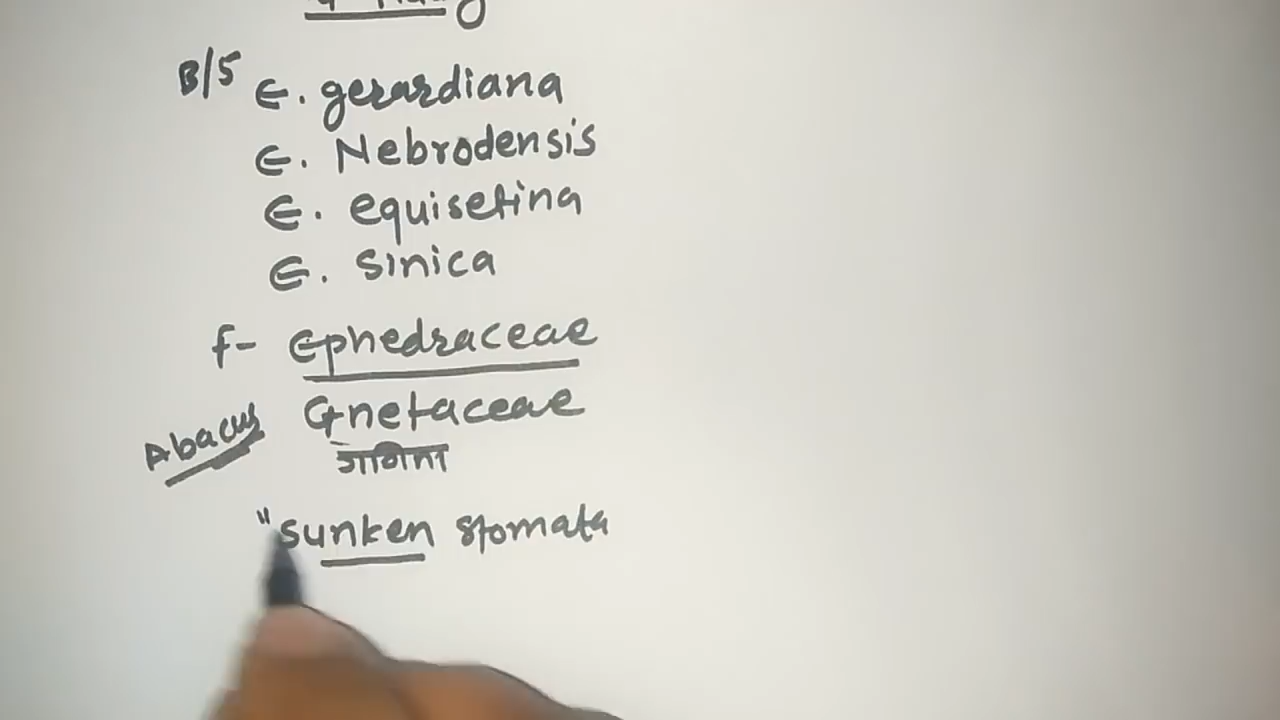 B/S E. gerardiana
E. Nebrodensis
E. equisetina
E. sinica
f- Ephedraceae
Abacus Gnetaceae
"sunken stomata